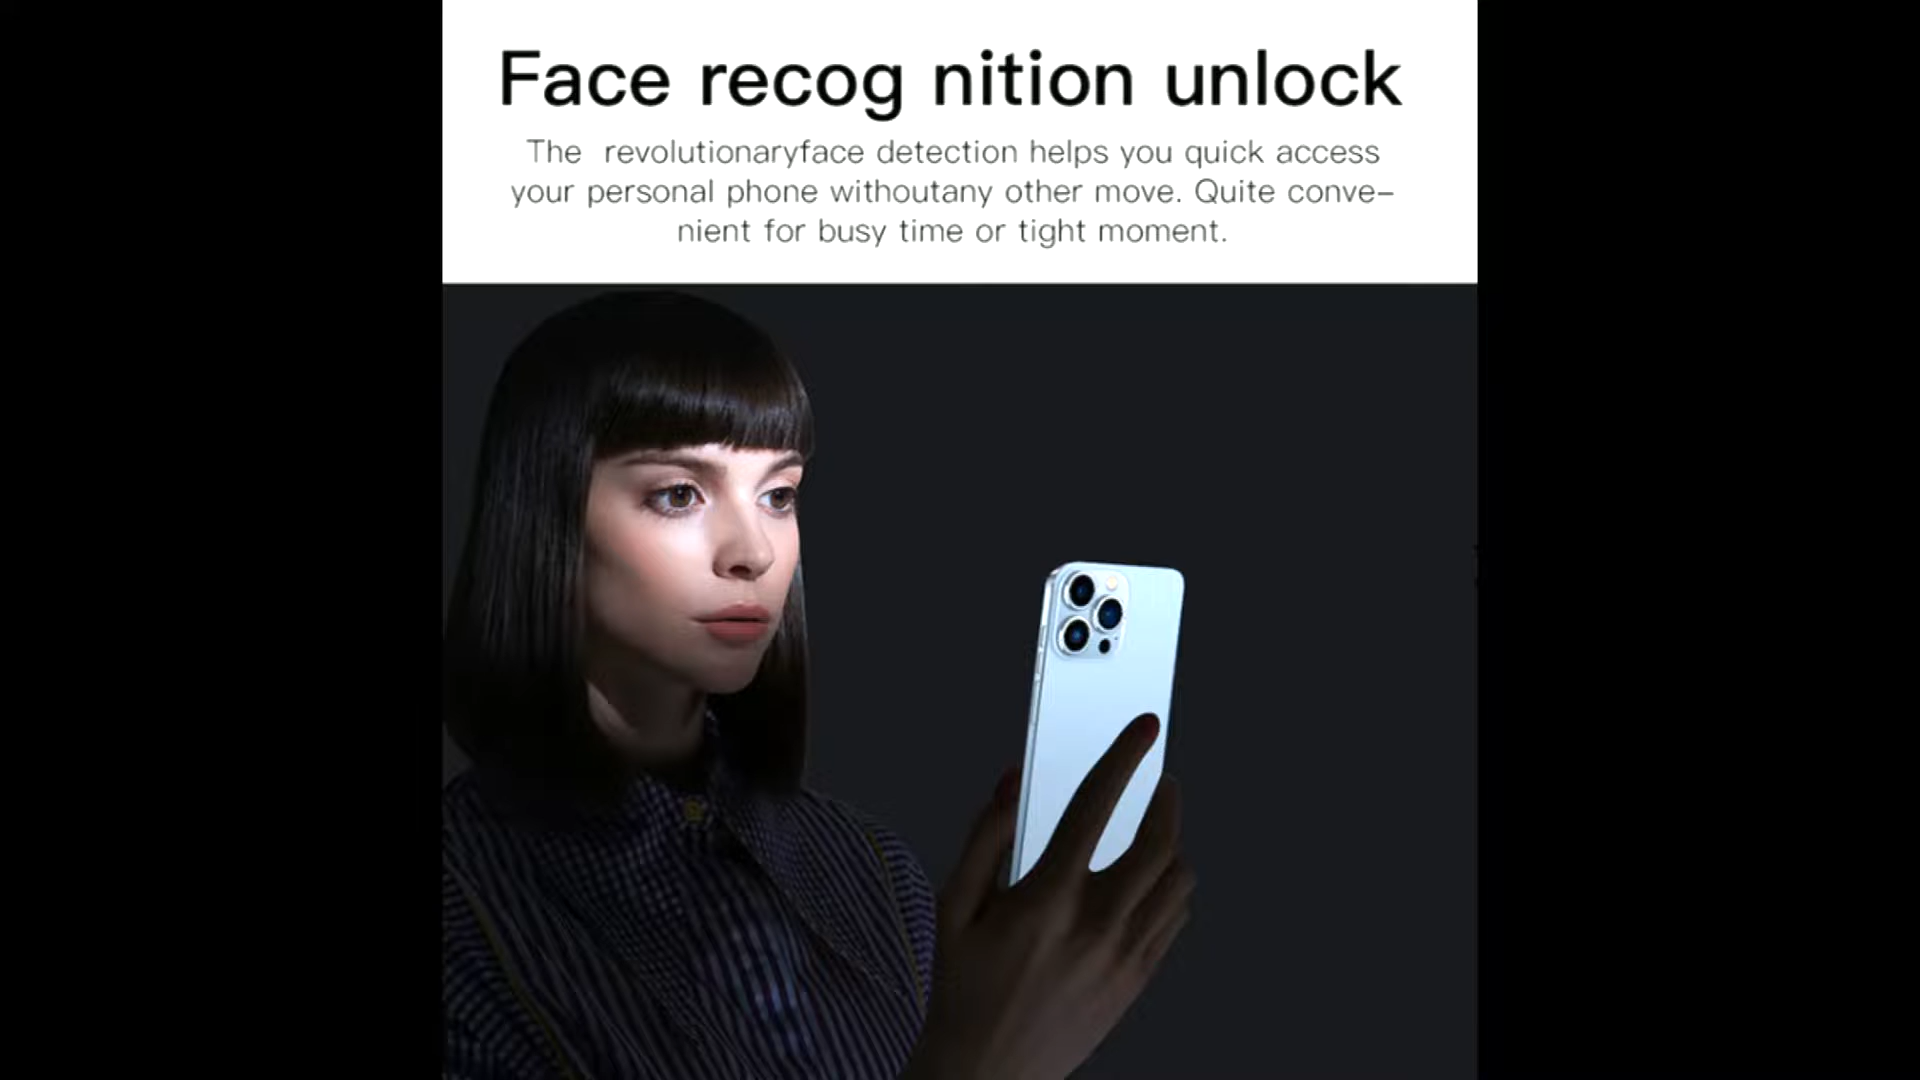 Face recog nition unlock
The revolutionaryface detection helps you quick access
your personal phone withoutany other move. Quite conve-
nient for busy time or tight moment.